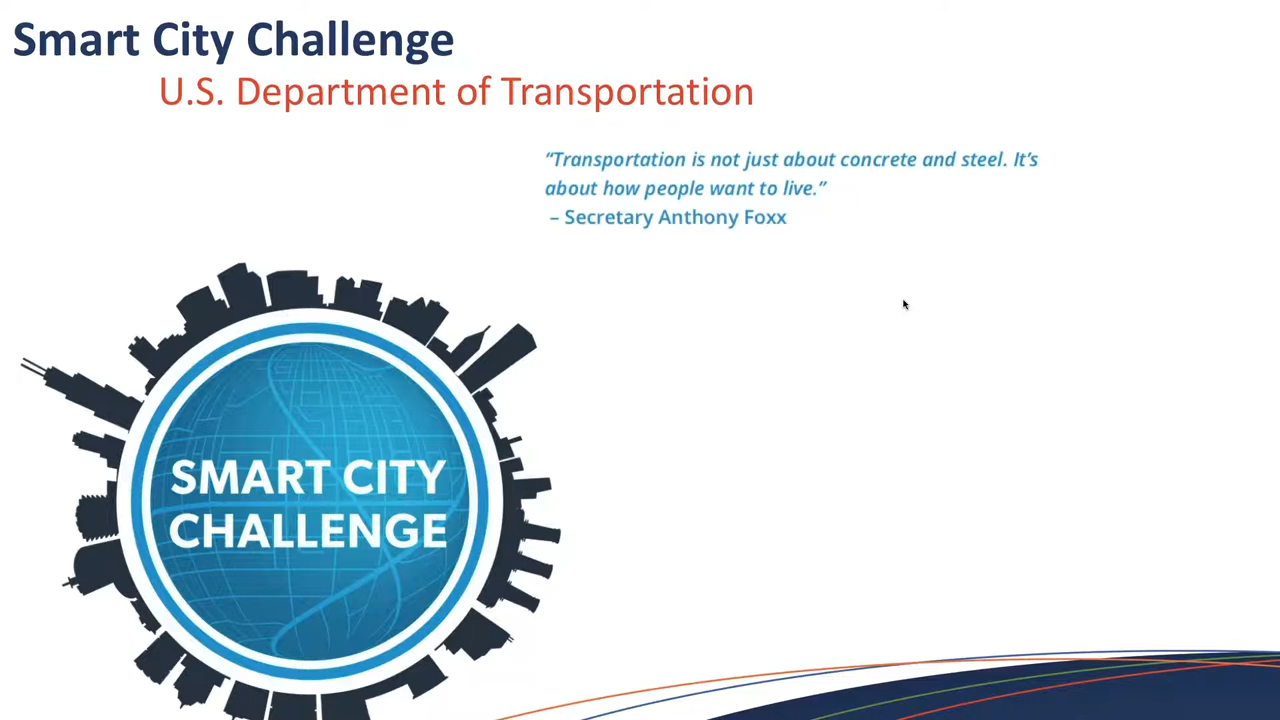 Smart City Challenge
U.S. Department of Transportation
“Transportation is not just about concrete and steel. It’s
about how people want to live.”
– Secretary Anthony Foxx
SMART CITY
CHALLENGE